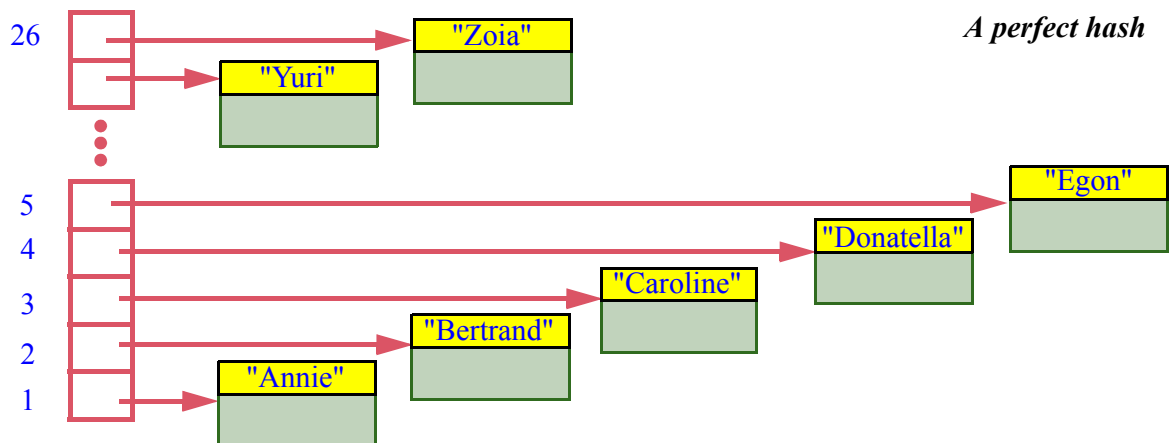 26
"Zoia"
A perfect hash
"Yuri"
5
"Egon"
4
"Donatella"
3
"Caroline"
2
"Bertrand"
1
"Annie"